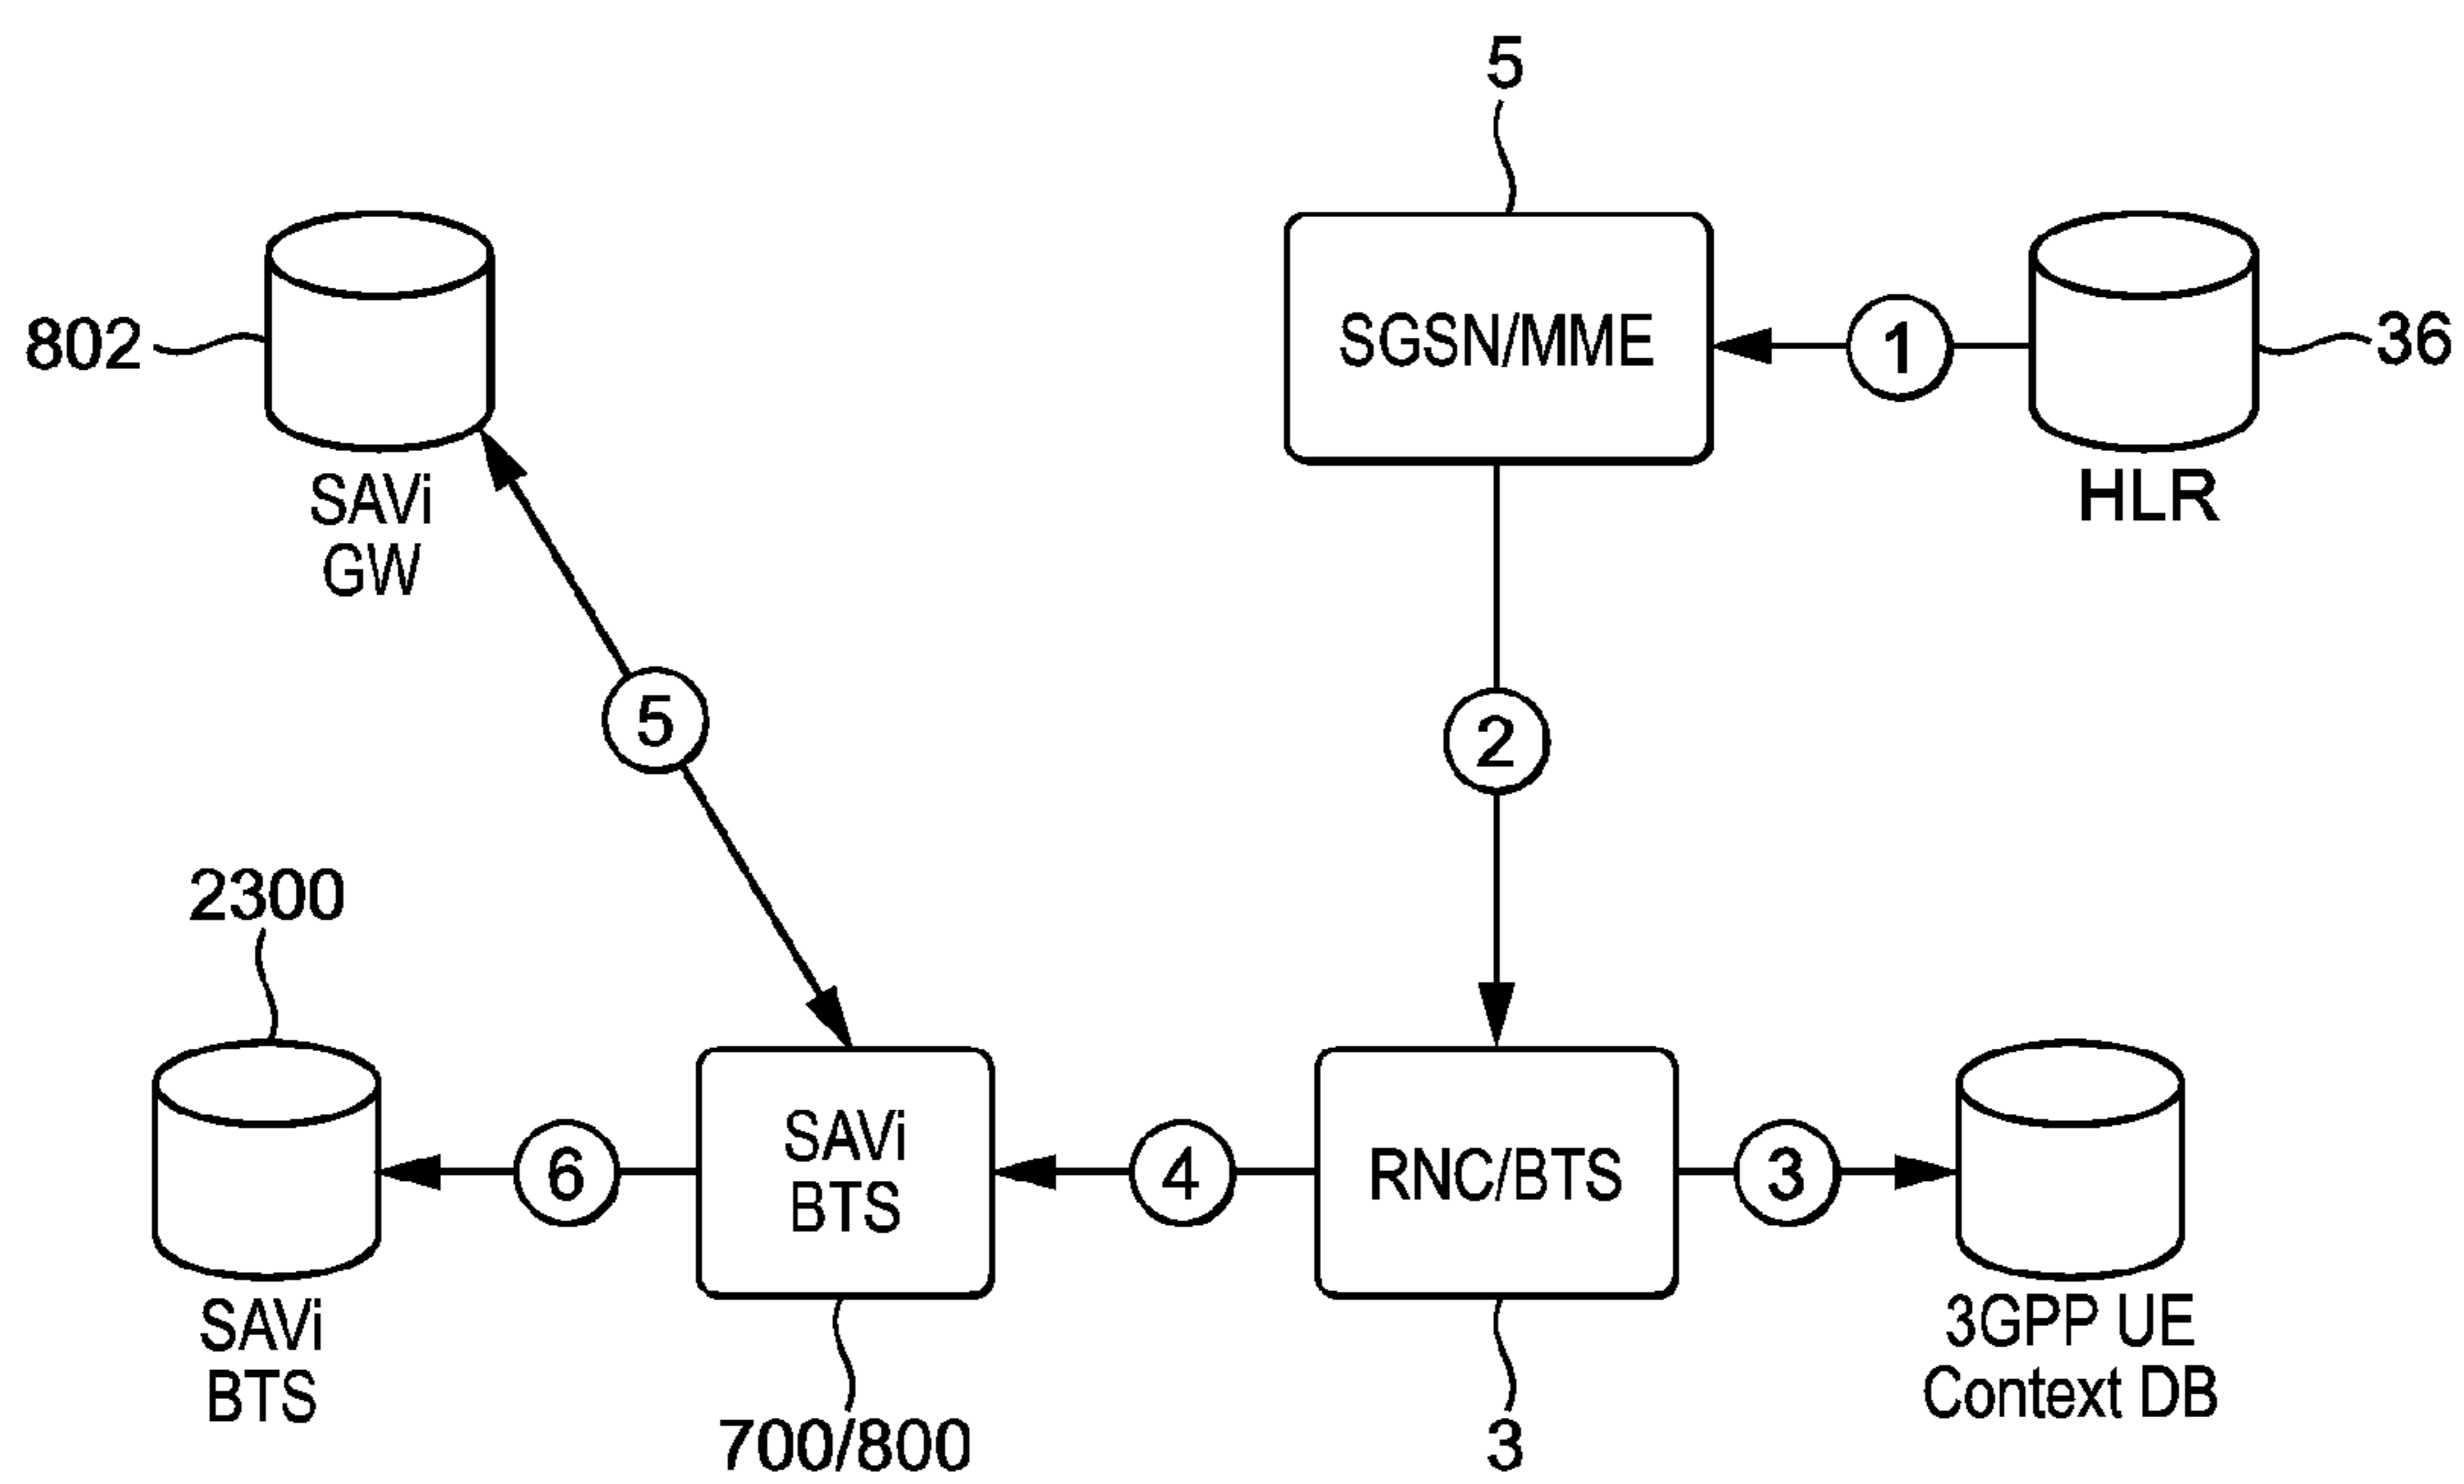 5
802
SGSN/MME
1
36
SAVi
GW
HLR
5
2
2300
SAVi
BTS
6
4
RNC/BTS
3
SAVi
BTS
3GPP UE
Context DB
700/800
3